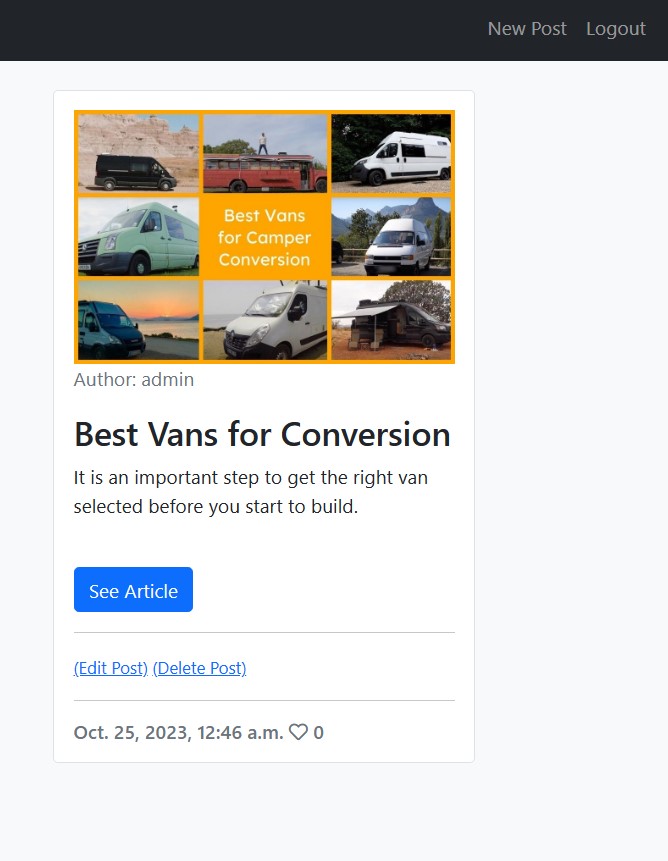 New Post Logout
Best Vans
for Camper
Conversion
Author: admin
Best Vans for Conversion
It is an important step to get the right van
selected before you start to build.
See Article
(Edit Post) (Delete Post)
Oct. 25, 2023, 12:46 a.m. 0